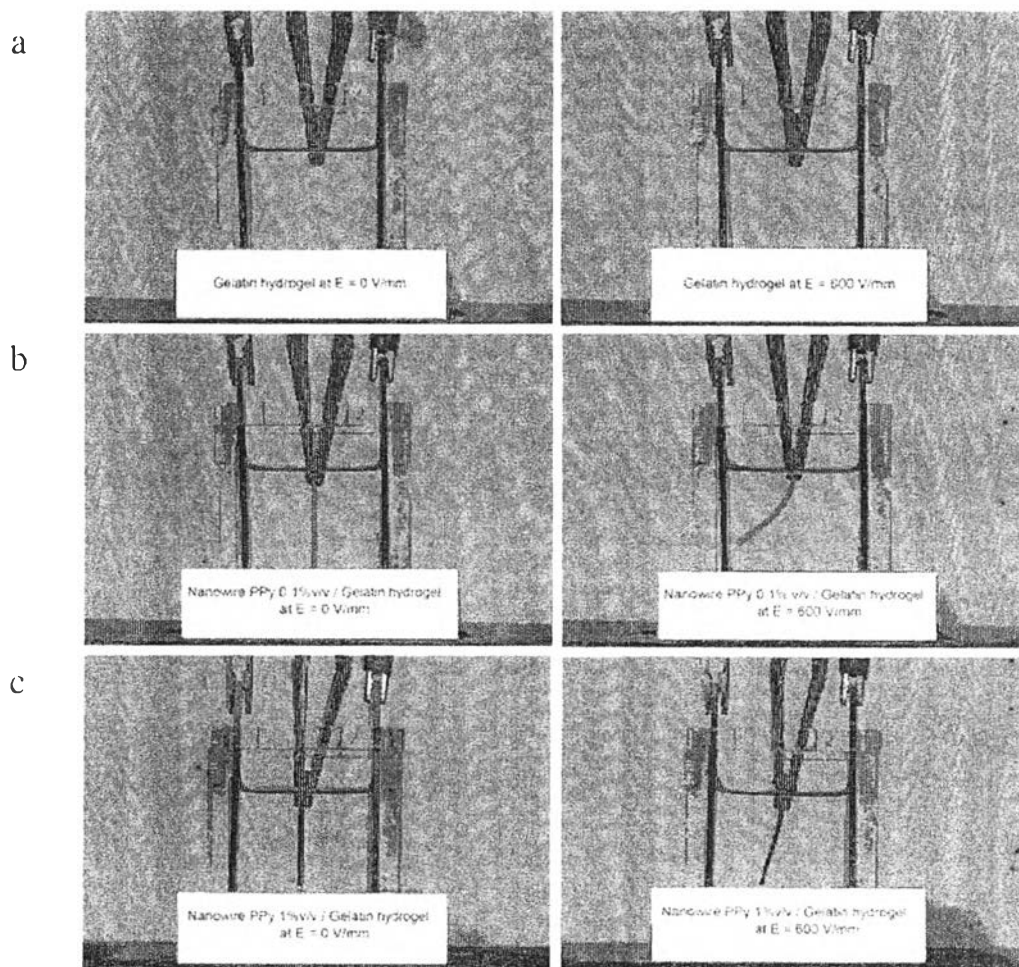 a
Gelatin hydrogel at E = 0 V/mm
Gelatin hydrogel at E = 600 V/mm
b
Nanowire PPy 0.1%v/v / Gelatin hydrogel
at E = 0 V/mm
Nanowire PPy 0.1% v/v / Gelatin hydrogel
at E = 600 V/mm
c
Nanowire PPy 1%v/v / Gelatin hydrogel
at E = 0 V/mm
Nanowire PPy 1%v/v / Gelatin hydrogel
at E = 600 V/mm